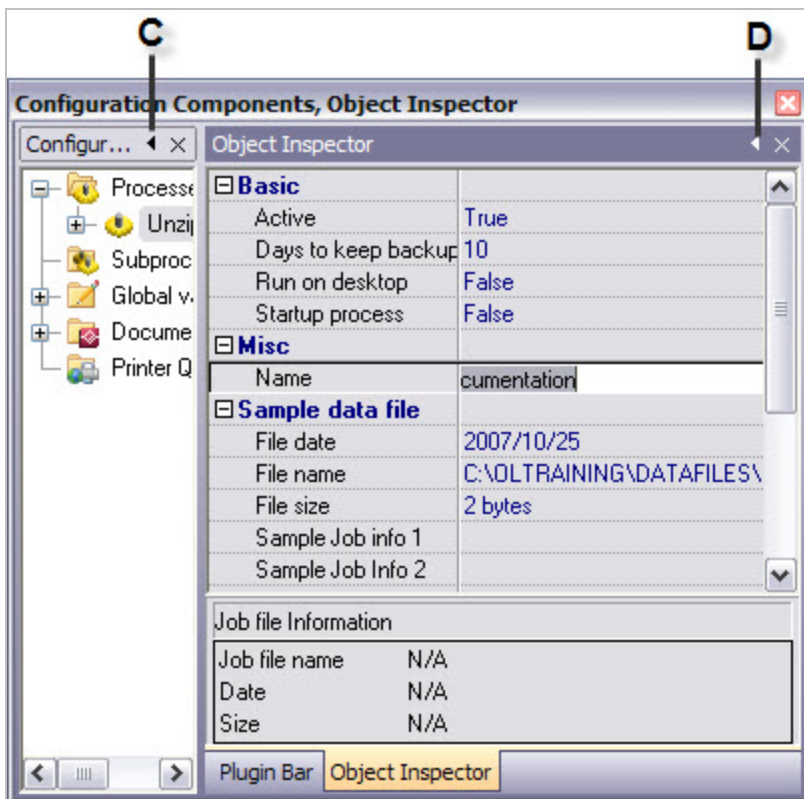 C D
Configuration Components, Object Inspector
Configur...
Object Inspector
Processe
Unzip
Subproc
Global v
Docume
Printer Q
Basic
Active True
Days to keep backup 10
Run on desktop False
Startup process False
Misc
Name cumentation
Sample data file
File date 2007/10/25
File name C:\OLTRAINING\DATAFILES\
File size 2 bytes
Sample Job info 1
Sample Job Info 2
Job file Information
Job file name N/A
Date N/A
Size N/A
Plugin Bar Object Inspector